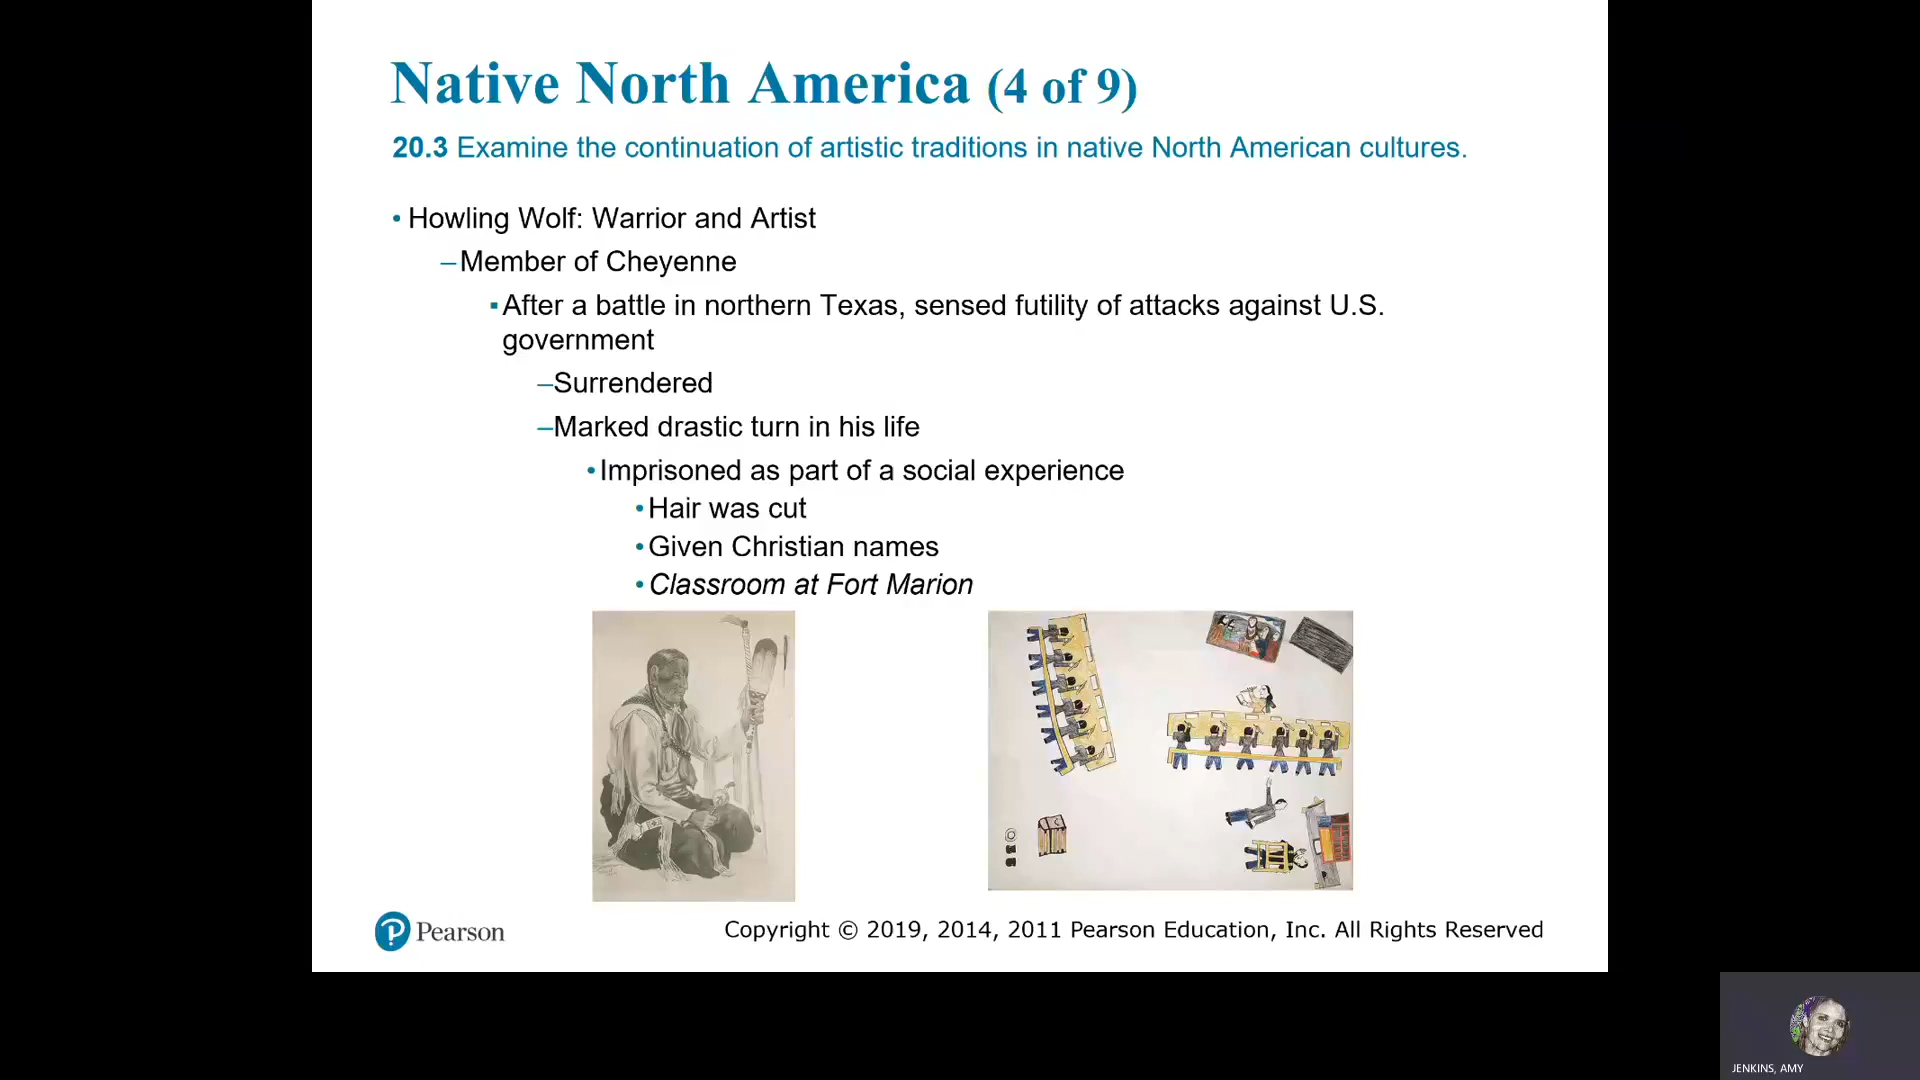 Native North America (4 of 9)
20.3 Examine the continuation of artistic traditions in native North American cultures.
• Howling Wolf: Warrior and Artist
–Member of Cheyenne
▪After a battle in northern Texas, sensed futility of attacks against U.S.
government
–Surrendered
–Marked drastic turn in his life
•Imprisoned as part of a social experience
•Hair was cut
•Given Christian names
•Classroom at Fort Marion
Pearson
Copyright © 2019, 2014, 2011 Pearson Education, Inc. All Rights Reserved
JENKINS, AMY